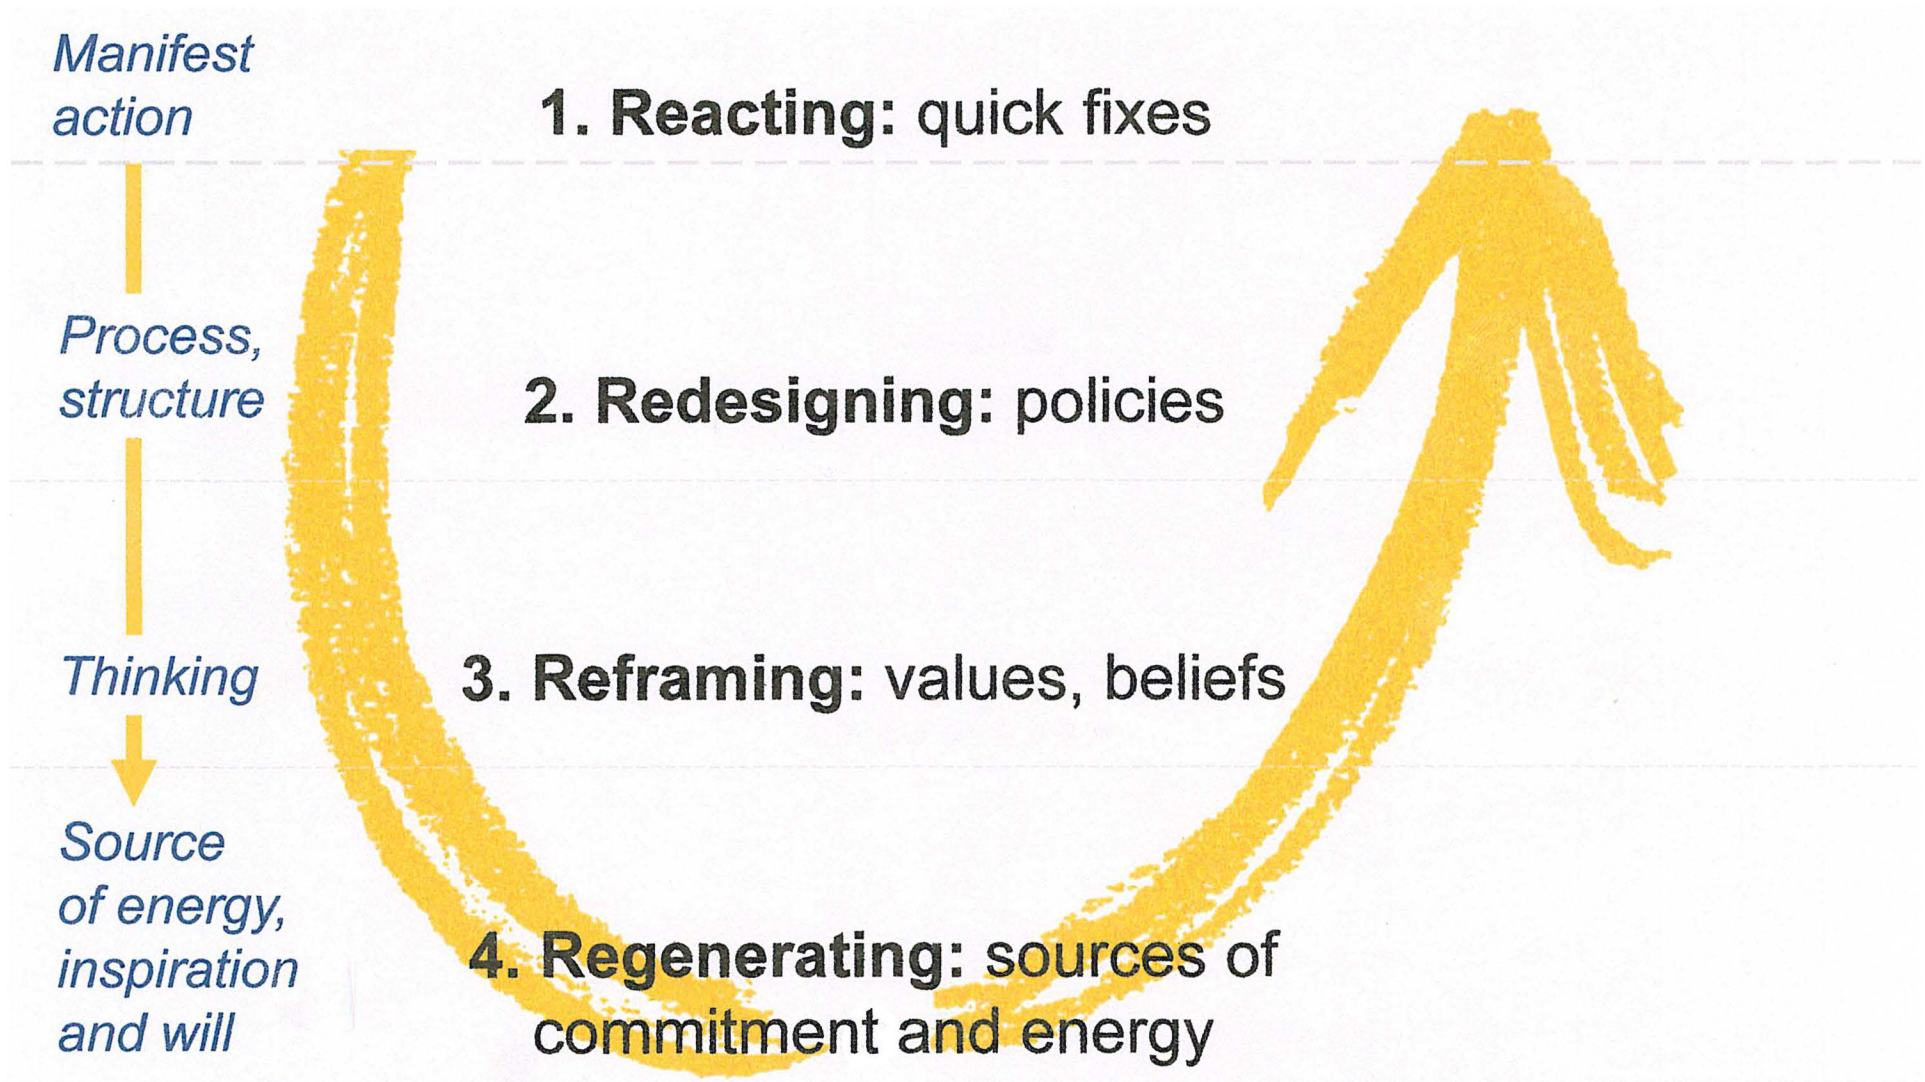 Manifest
action
1. Reacting: quick fixes
Process,
structure
2. Redesigning: policies
Thinking
3. Reframing: values, beliefs
Source
of energy,
inspiration
and will
4. Regenerating: sources of
commitment and energy